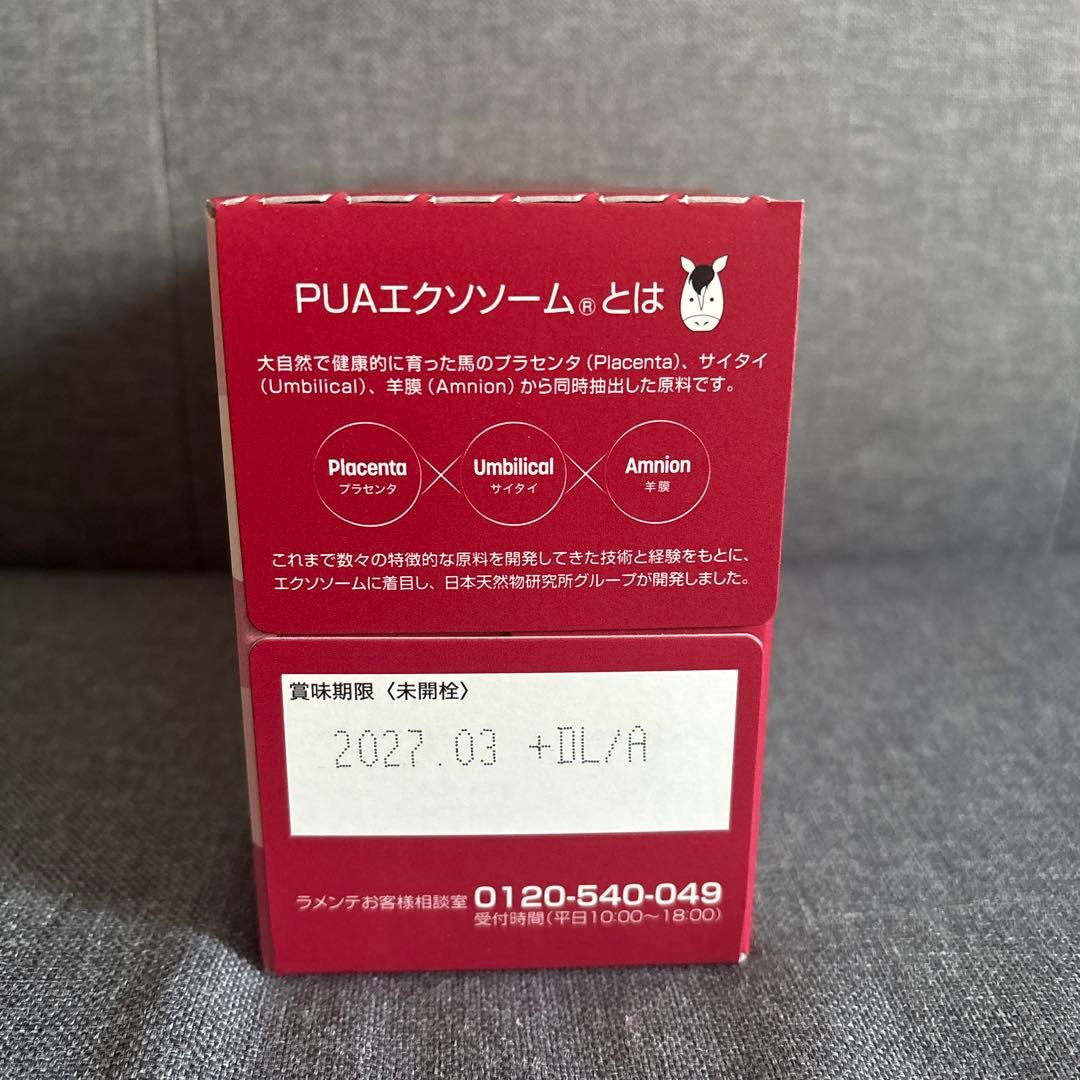 PUAエクソソーム®とは
大自然で健康的に育った馬のプラセンタ(Placenta)、サイタイ
(Umbilical)、羊膜(Amnion)から同時抽出した原料です。
Placenta × Umbilical × Amnion
プラセンタ サイタイ 羊膜
これまで数々の特徴的な原料を開発してきた技術と経験をもとに、
エクソソームに着目し、日本天然物研究所グループが開発しました。
賞味期限〈未開栓〉
2027.03 +DL/A
ラメンテお客様相談室 0120-540-049
受付時間(平日10:00~18:00)